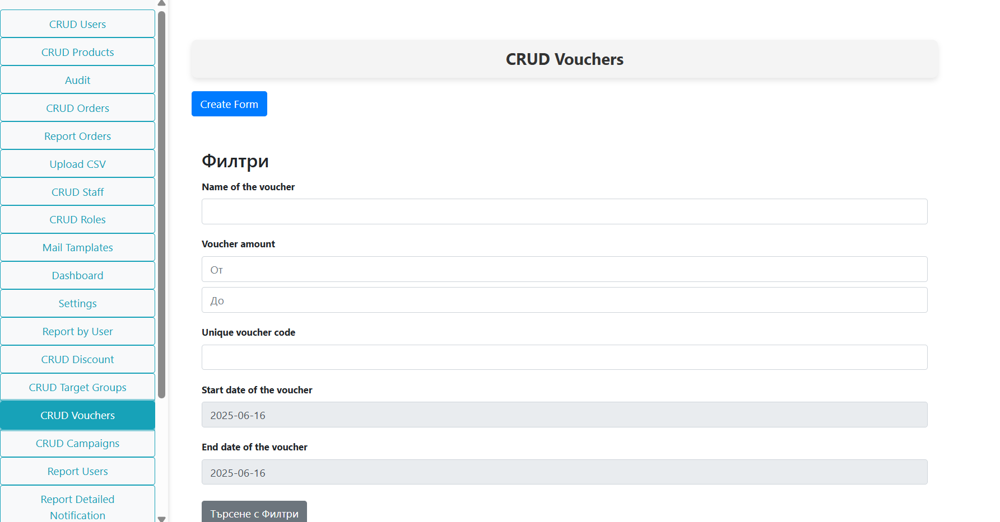 CRUD Users
CRUD Products
Audit
CRUD Orders
Report Orders
Upload CSV
CRUD Staff
CRUD Roles
Mail Tamplates
Dashboard
Settings
Report by User
CRUD Discount
CRUD Target Groups
CRUD Vouchers
CRUD Campaigns
Report Users
Report Detailed
Notification
CRUD Vouchers
Create Form
Филтри
Name of the voucher
Voucher amount
От
До
Unique voucher code
Start date of the voucher
2025-06-16
End date of the voucher
2025-06-16
Търсене с Филтри